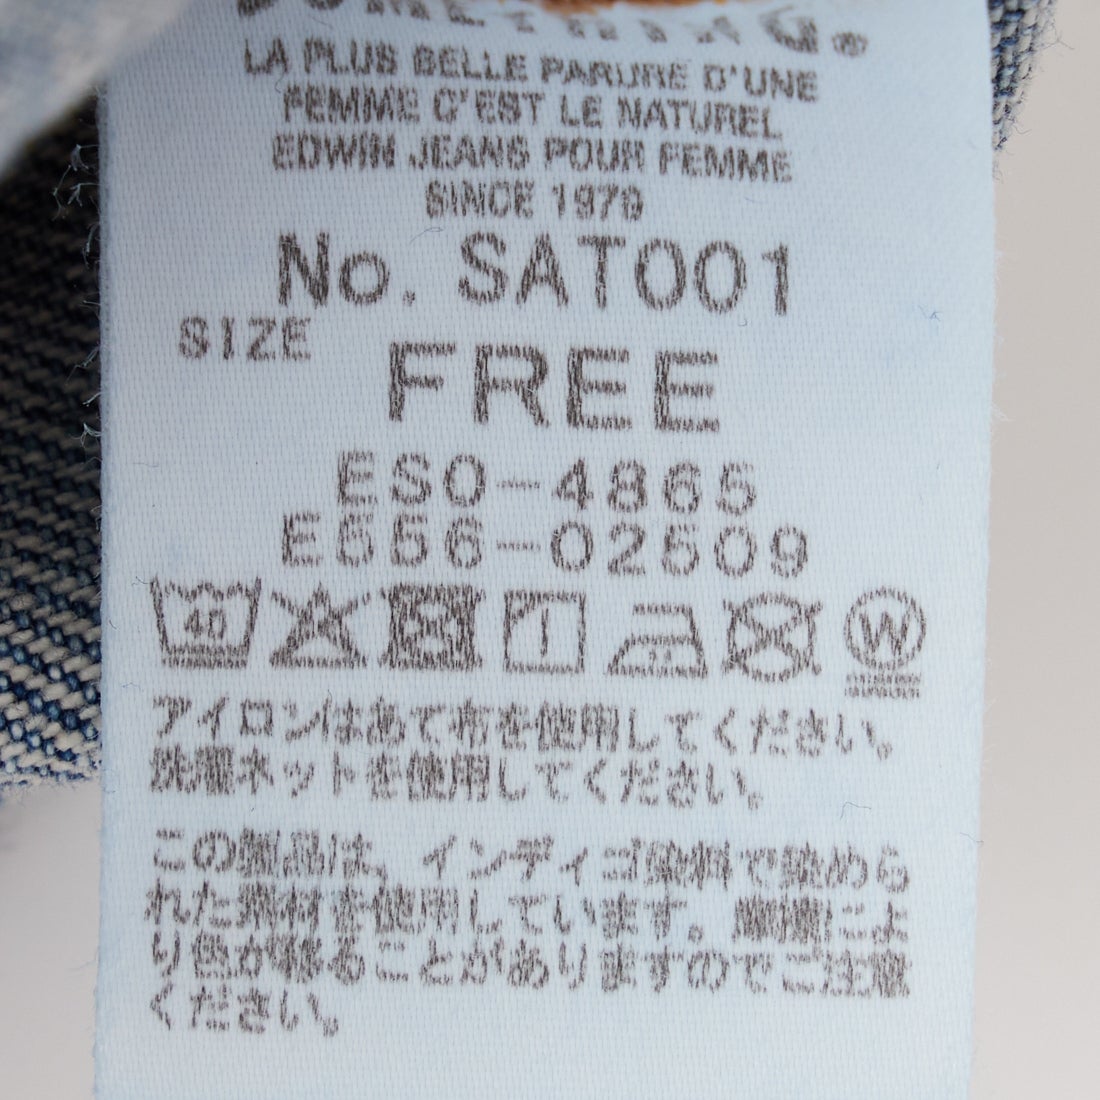 SOMETHING.®
LA PLUS BELLE PARURE D'UNE
FEMME C'EST LE NATUREL
EDWIN JEANS POUR FEMME
SINCE 1979
No. SAT001
SIZE
FREE
ES0-4865
E556-02509
40
W
アイロンはあて布を使用してください。
洗濯ネットを使用してください。
この製品は、インディゴ染料で染めら
れた素材を使用しています。摩擦によ
り色が移ることがありますのでご注意
ください。